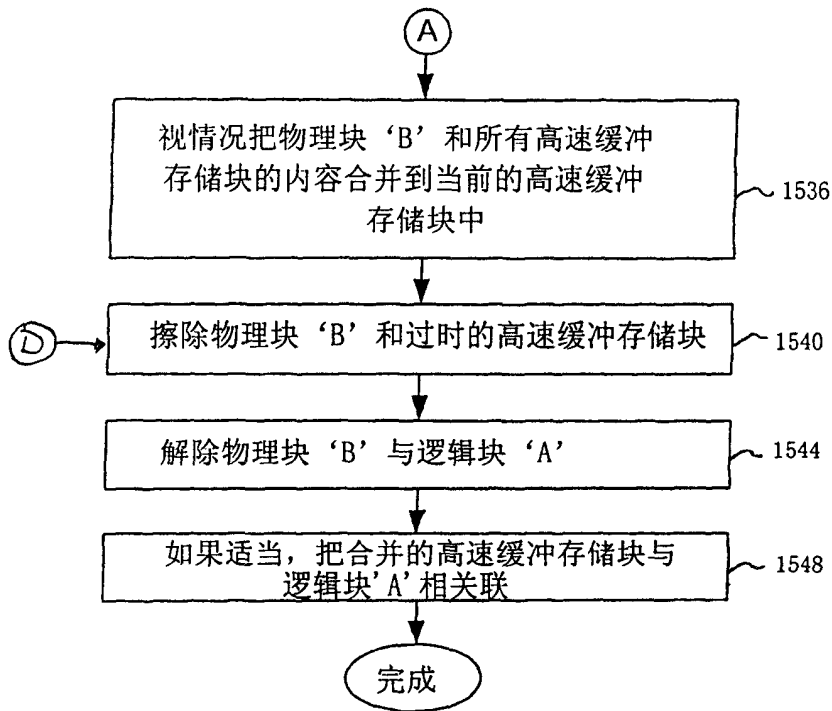 A
视情况把物理块‘B’和所有高速缓冲
存储块的内容合并到当前的高速缓冲
存储块中
1536
D
擦除物理块‘B’和过时的高速缓冲存储块
1540
解除物理块‘B’与逻辑块‘A’
1544
如果适当，把合并的高速缓冲存储块与
逻辑块'A'相关联
1548
完成